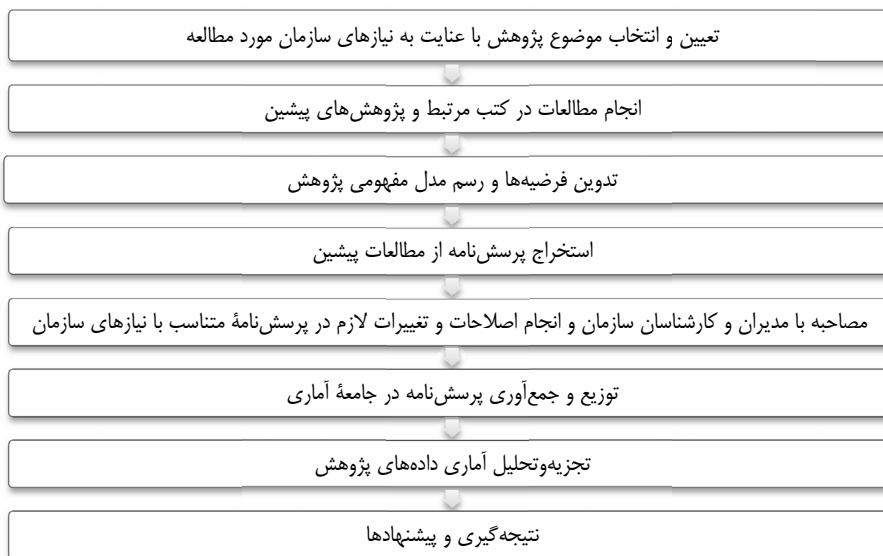 تعیین و انتخاب موضوع پژوهش با عنایت به نیازهای سازمان مورد مطالعه
انجام مطالعات در کتب مرتبط و پژوهش‌های پیشین
تدوین فرضیه‌ها و رسم مدل مفهومی پژوهش
استخراج پرسش‌نامه از مطالعات پیشین
مصاحبه با مدیران و کارشناسان سازمان و انجام اصلاحات و تغییرات لازم در پرسش‌نامۀ متناسب با نیازهای سازمان
توزیع و جمع‌آوری پرسش‌نامه در جامعۀ آماری
تجزیه‌وتحلیل آماری داده‌های پژوهش
نتیجه‌گیری و پیشنهادها